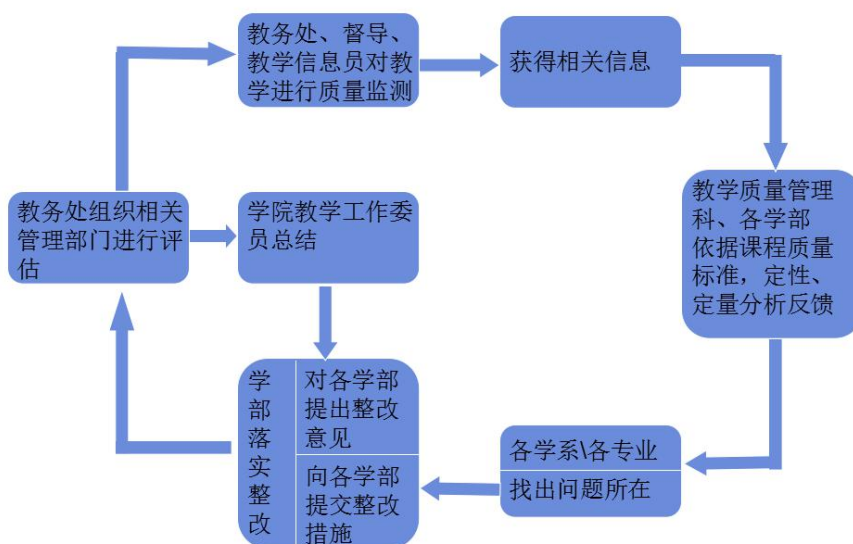 教务处、督导、
教学信息员对教
学进行质量监测
获得相关信息
教务处组织相关
管理部门进行评
估
学院教学工作委
员总结
教学质量管理
科、各学部
依据课程质量
标准，定性、
定量分析反馈
学部落实整改
对各学部
提出整改
意见
向各学部
提交整改
措施
各学系\各专业
找出问题所在